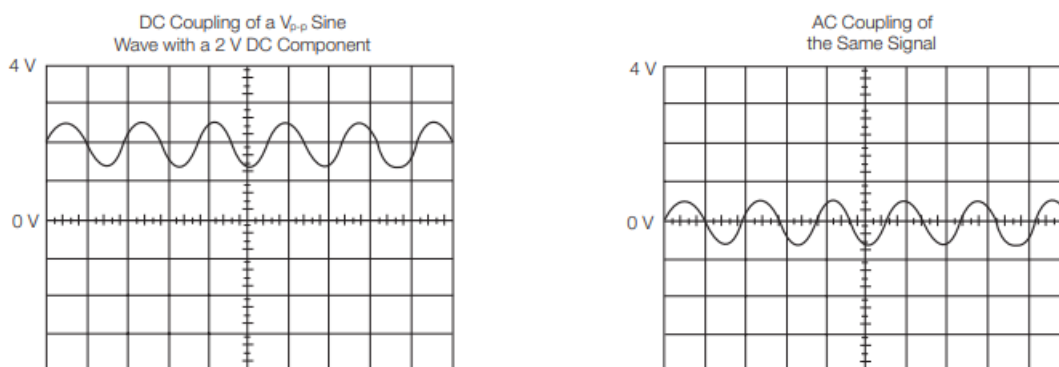 DC Coupling of a Vp-p Sine
Wave with a 2 V DC Component
4 V
0 V
AC Coupling of
the Same Signal
4 V
0 V